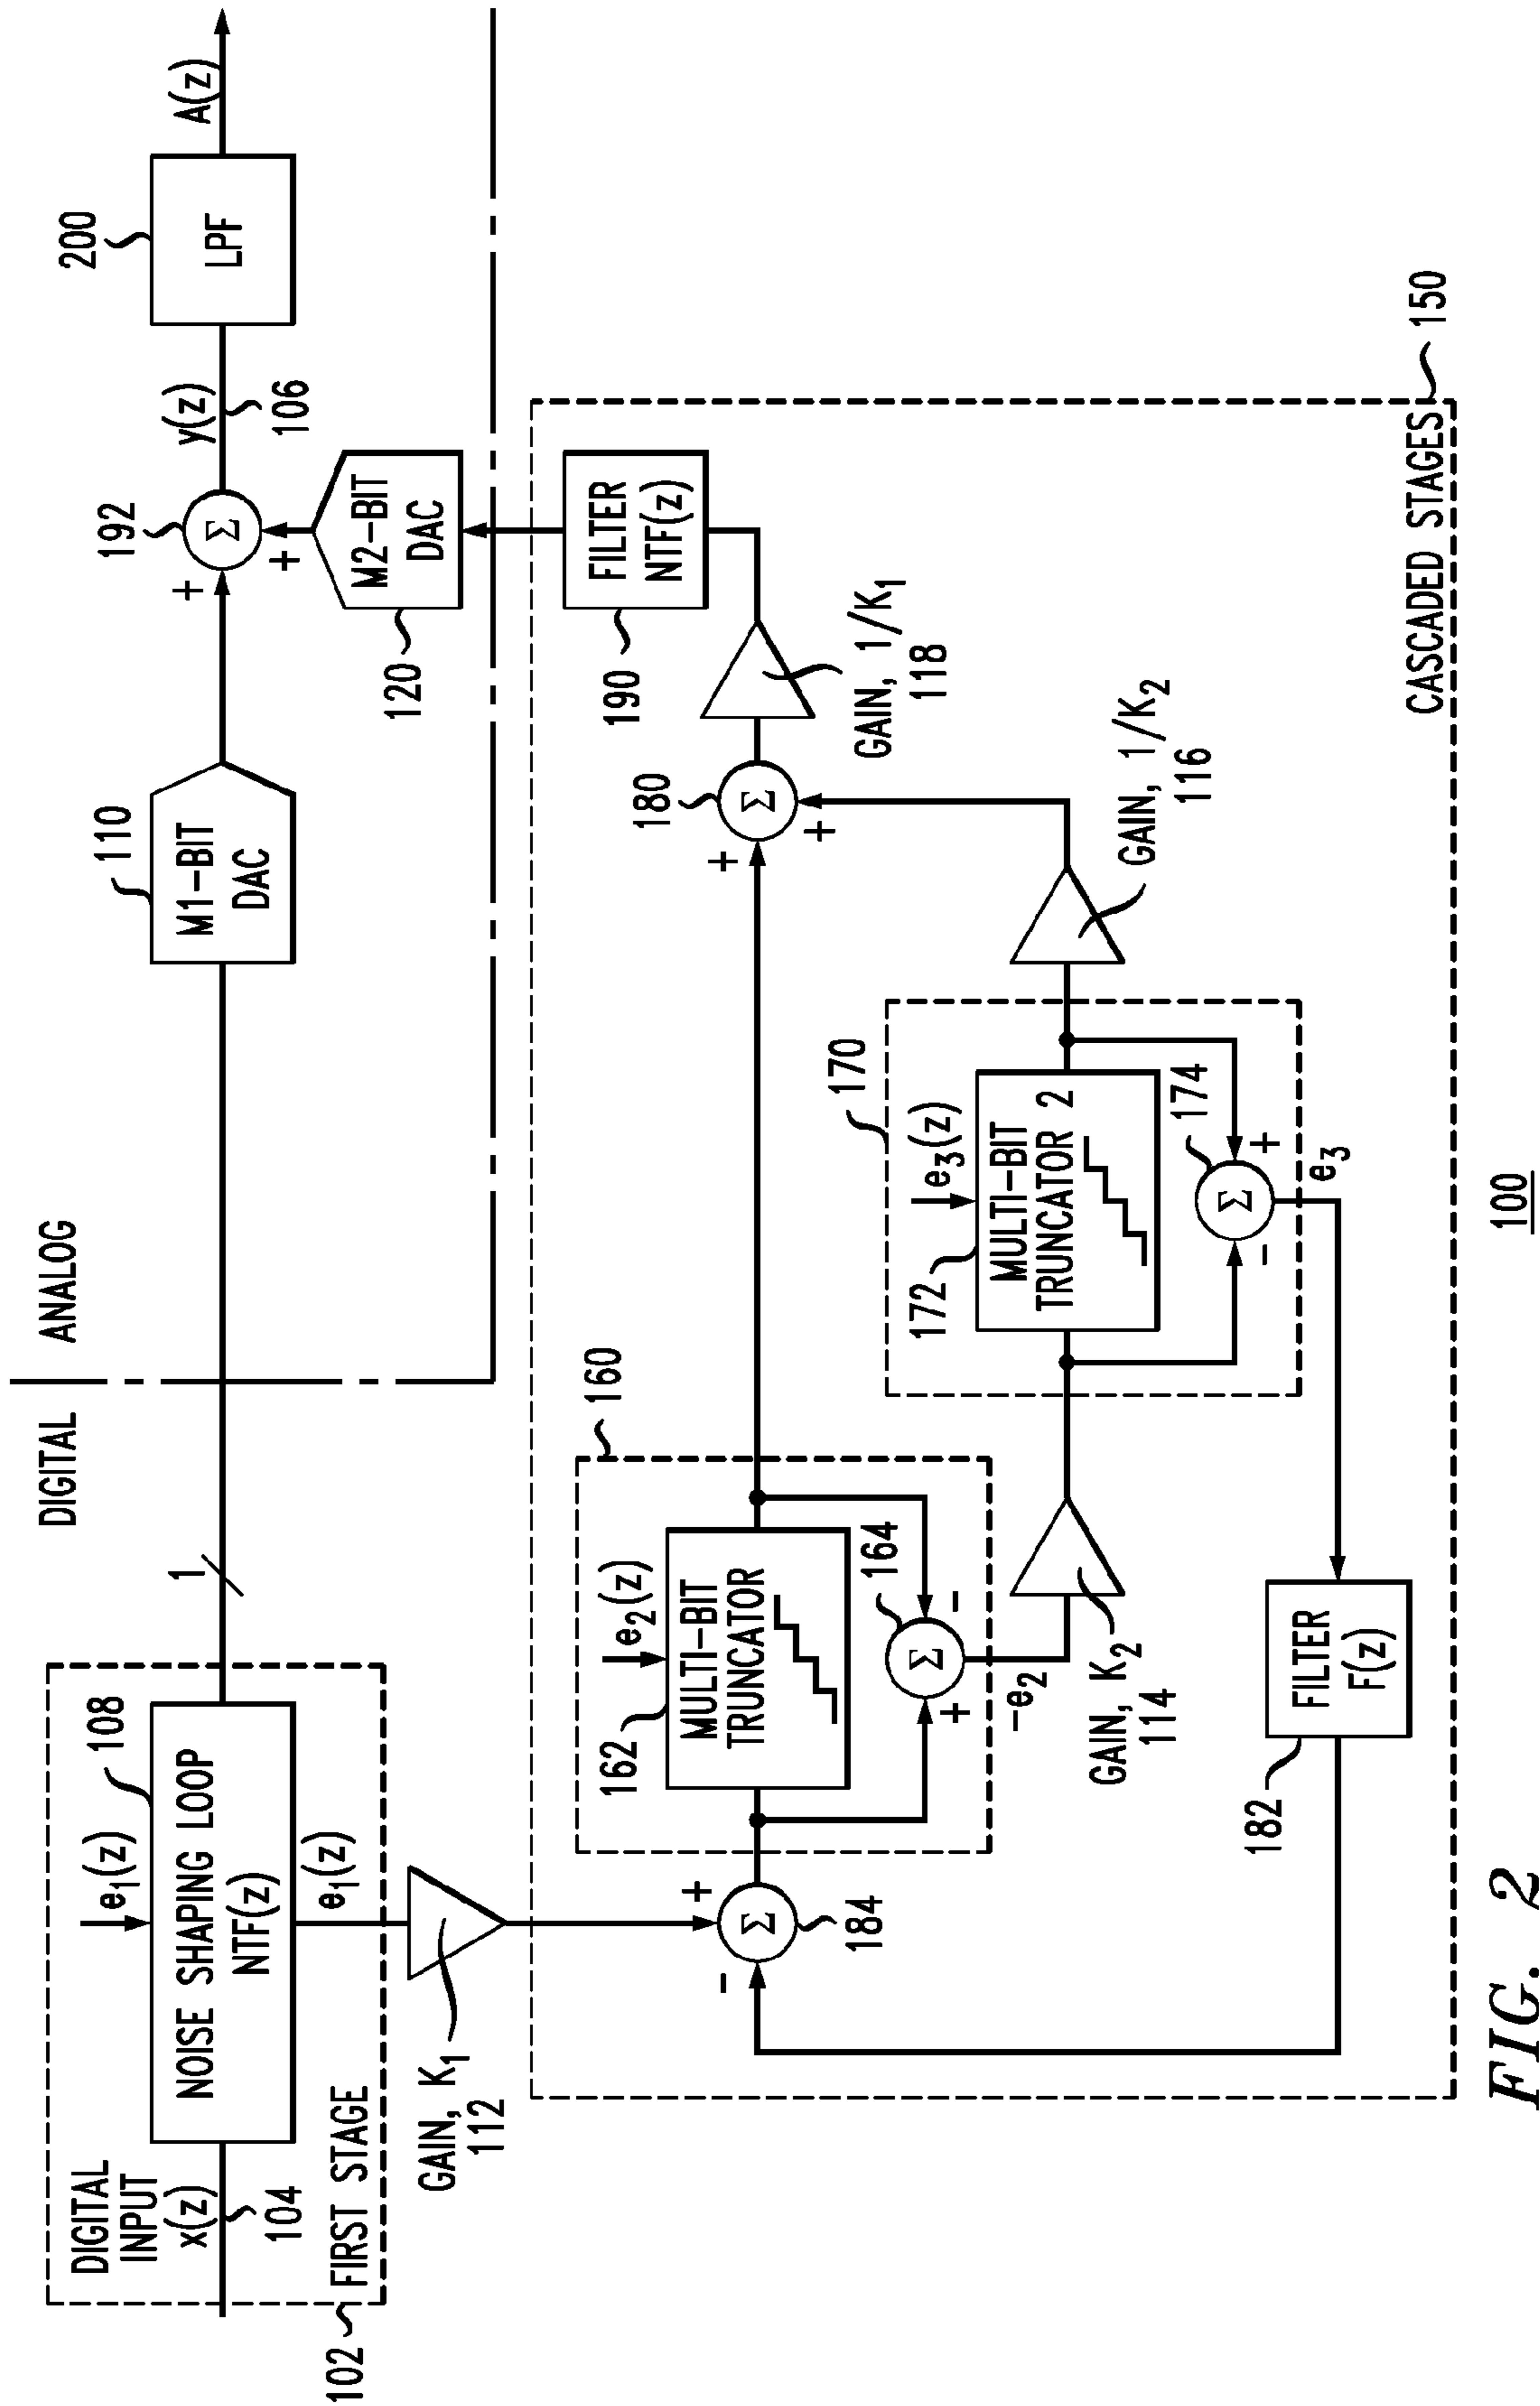 DIGITAL
ANALOG
DIGITAL
INPUT
x(z)
104
e1(z)
108
NOISE SHAPING LOOP
NTF(z)
e1(z)
FIRST STAGE
102
1
M1-BIT
DAC
110
+
Σ
192
+
y(z)
106
LPF
200
A(z)
M2-BIT
DAC
120
GAIN, K1
112
+
-
Σ
184
160
e2(z)
MULTI-BIT
TRUNCATOR
162
164
Σ
+
-
-e2
GAIN, K2
114
170
e3(z)
MULTI-BIT
TRUNCATOR 2
172
174
Σ
-
+
e3
FILTER
F(z)
182
GAIN, 1/K2
116
180
Σ
+
+
GAIN, 1/K1
118
FILTER
NTF(z)
190
CASCADED STAGES
150
100
FIG. 2